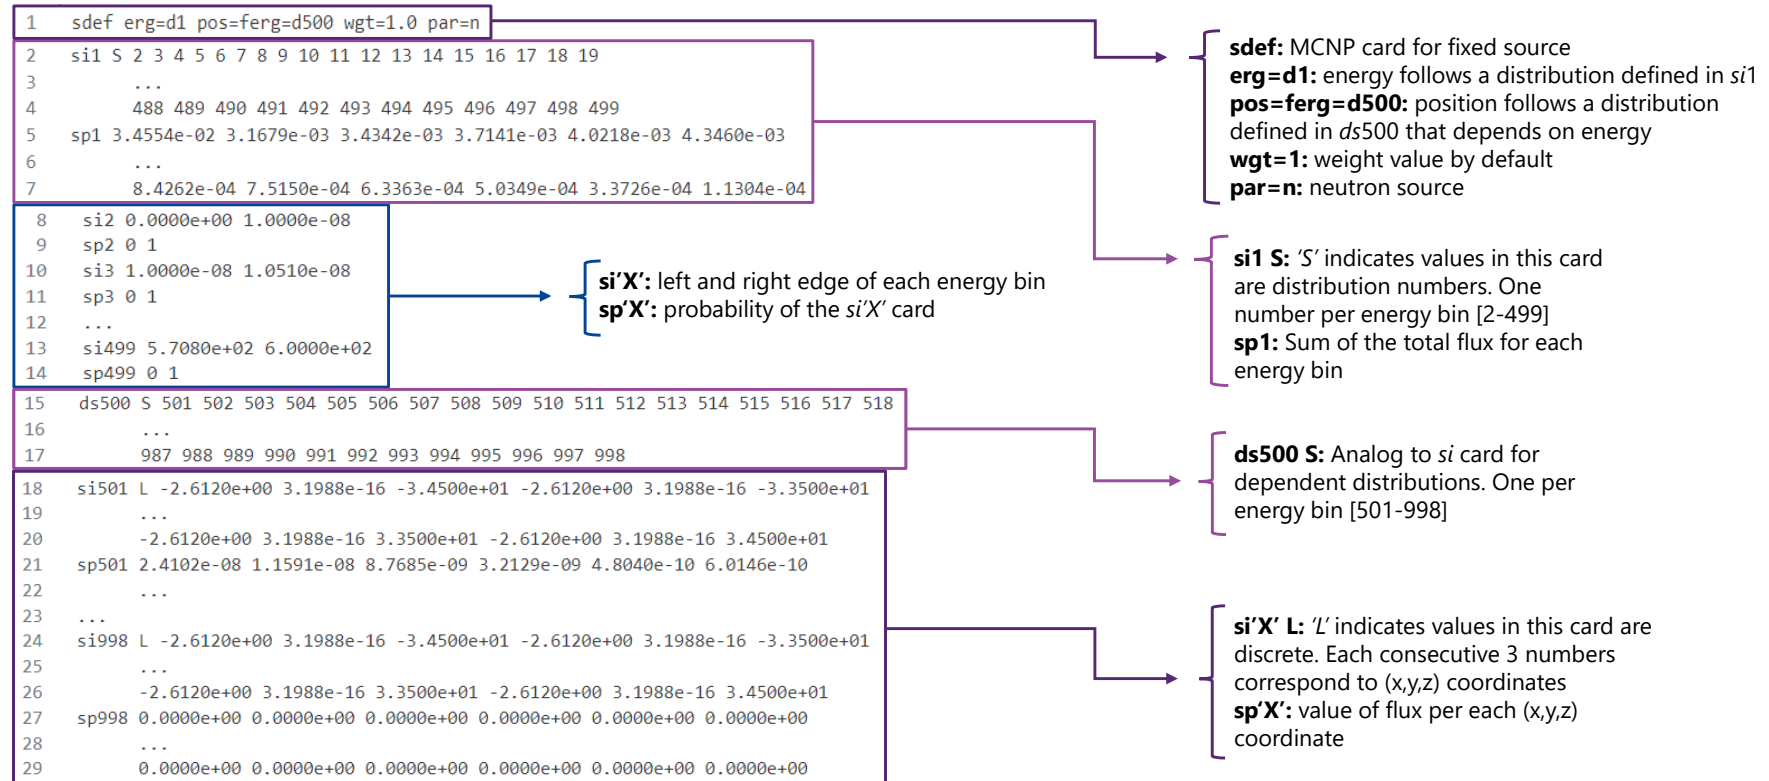 1 sdef erg=d1 pos=ferg=d500 wgt=1.0 par=n
2 si1 S 2 3 4 5 6 7 8 9 10 11 12 13 14 15 16 17 18 19
3 ...
4 488 489 490 491 492 493 494 495 496 497 498 499
5 sp1 3.4554e-02 3.1679e-03 3.4342e-03 3.7141e-03 4.0218e-03 4.3460e-03
6 ...
7 8.4262e-04 7.5150e-04 6.3363e-04 5.0349e-04 3.3726e-04 1.1304e-04
8 si2 0.0000e+00 1.0000e-08
9 sp2 0 1
10 si3 1.0000e-08 1.0510e-08
11 sp3 0 1
12 ...
13 si499 5.7080e+02 6.0000e+02
14 sp499 0 1
15 ds500 S 501 502 503 504 505 506 507 508 509 510 511 512 513 514 515 516 517 518
16 ...
17 987 988 989 990 991 992 993 994 995 996 997 998
18 si501 L -2.6120e+00 3.1988e-16 -3.4500e+01 -2.6120e+00 3.1988e-16 -3.3500e+01
19 ...
20 -2.6120e+00 3.1988e-16 3.3500e+01 -2.6120e+00 3.1988e-16 3.4500e+01
21 sp501 2.4102e-08 1.1591e-08 8.7685e-09 3.2129e-09 4.8040e-10 6.0146e-10
22 ...
23 ...
24 si998 L -2.6120e+00 3.1988e-16 -3.4500e+01 -2.6120e+00 3.1988e-16 -3.3500e+01
25 ...
26 -2.6120e+00 3.1988e-16 3.3500e+01 -2.6120e+00 3.1988e-16 3.4500e+01
27 sp998 0.0000e+00 0.0000e+00 0.0000e+00 0.0000e+00 0.0000e+00 0.0000e+00
28 ...
29 0.0000e+00 0.0000e+00 0.0000e+00 0.0000e+00 0.0000e+00 0.0000e+00
si’X’: left and right edge of each energy bin
sp‘X’: probability of the si’X’ card
sdef: MCNP card for fixed source
erg=d1: energy follows a distribution defined in si1
pos=ferg=d500: position follows a distribution
defined in ds500 that depends on energy
wgt=1: weight value by default
par=n: neutron source
si1 S: ‘S’ indicates values in this card
are distribution numbers. One
number per energy bin [2-499]
sp1: Sum of the total flux for each
energy bin
ds500 S: Analog to si card for
dependent distributions. One per
energy bin [501-998]
si’X’ L: ‘L’ indicates values in this card are
discrete. Each consecutive 3 numbers
correspond to (x,y,z) coordinates
sp‘X’: value of flux per each (x,y,z)
coordinate